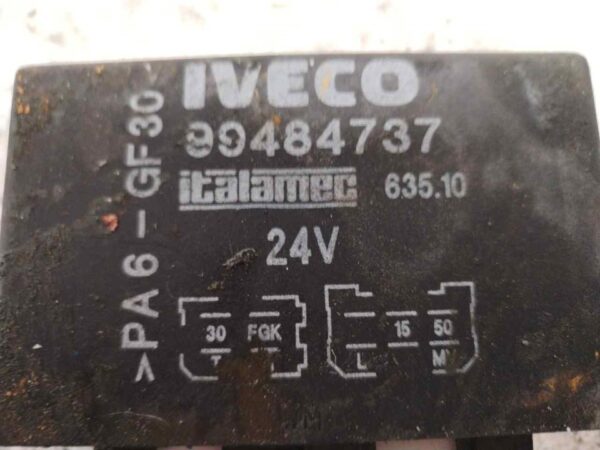 IVECO
99484737
italamec 635.10
24V
>PA6-GF30
30 FGK
15 50
L